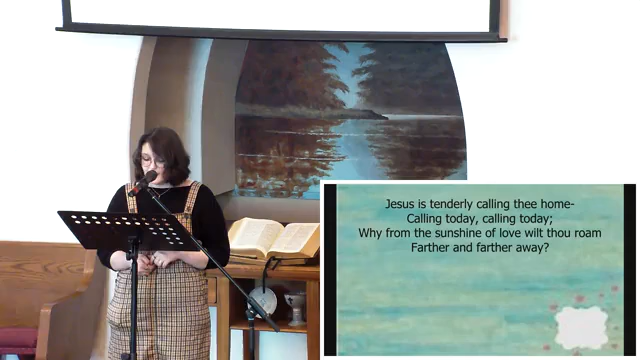 Jesus is tenderly calling thee home-
Calling today, calling today;
Why from the sunshine of love wilt thou roam
Farther and farther away?